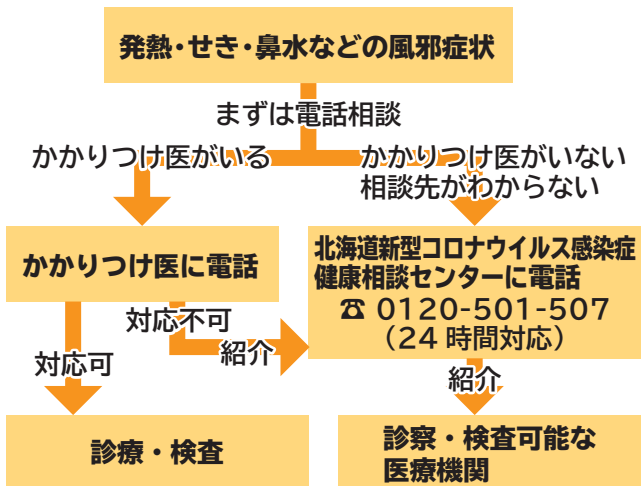 発熱・せき・鼻水などの風邪症状
まずは電話相談
かかりつけ医がいる
かかりつけ医がいない
相談先がわからない
かかりつけ医に電話
北海道新型コロナウイルス感染症
健康相談センターに電話
☎ 0120-501-507
（24 時間対応）
対応不可
紹介
対応可
紹介
診療・検査
診察・検査可能な
医療機関